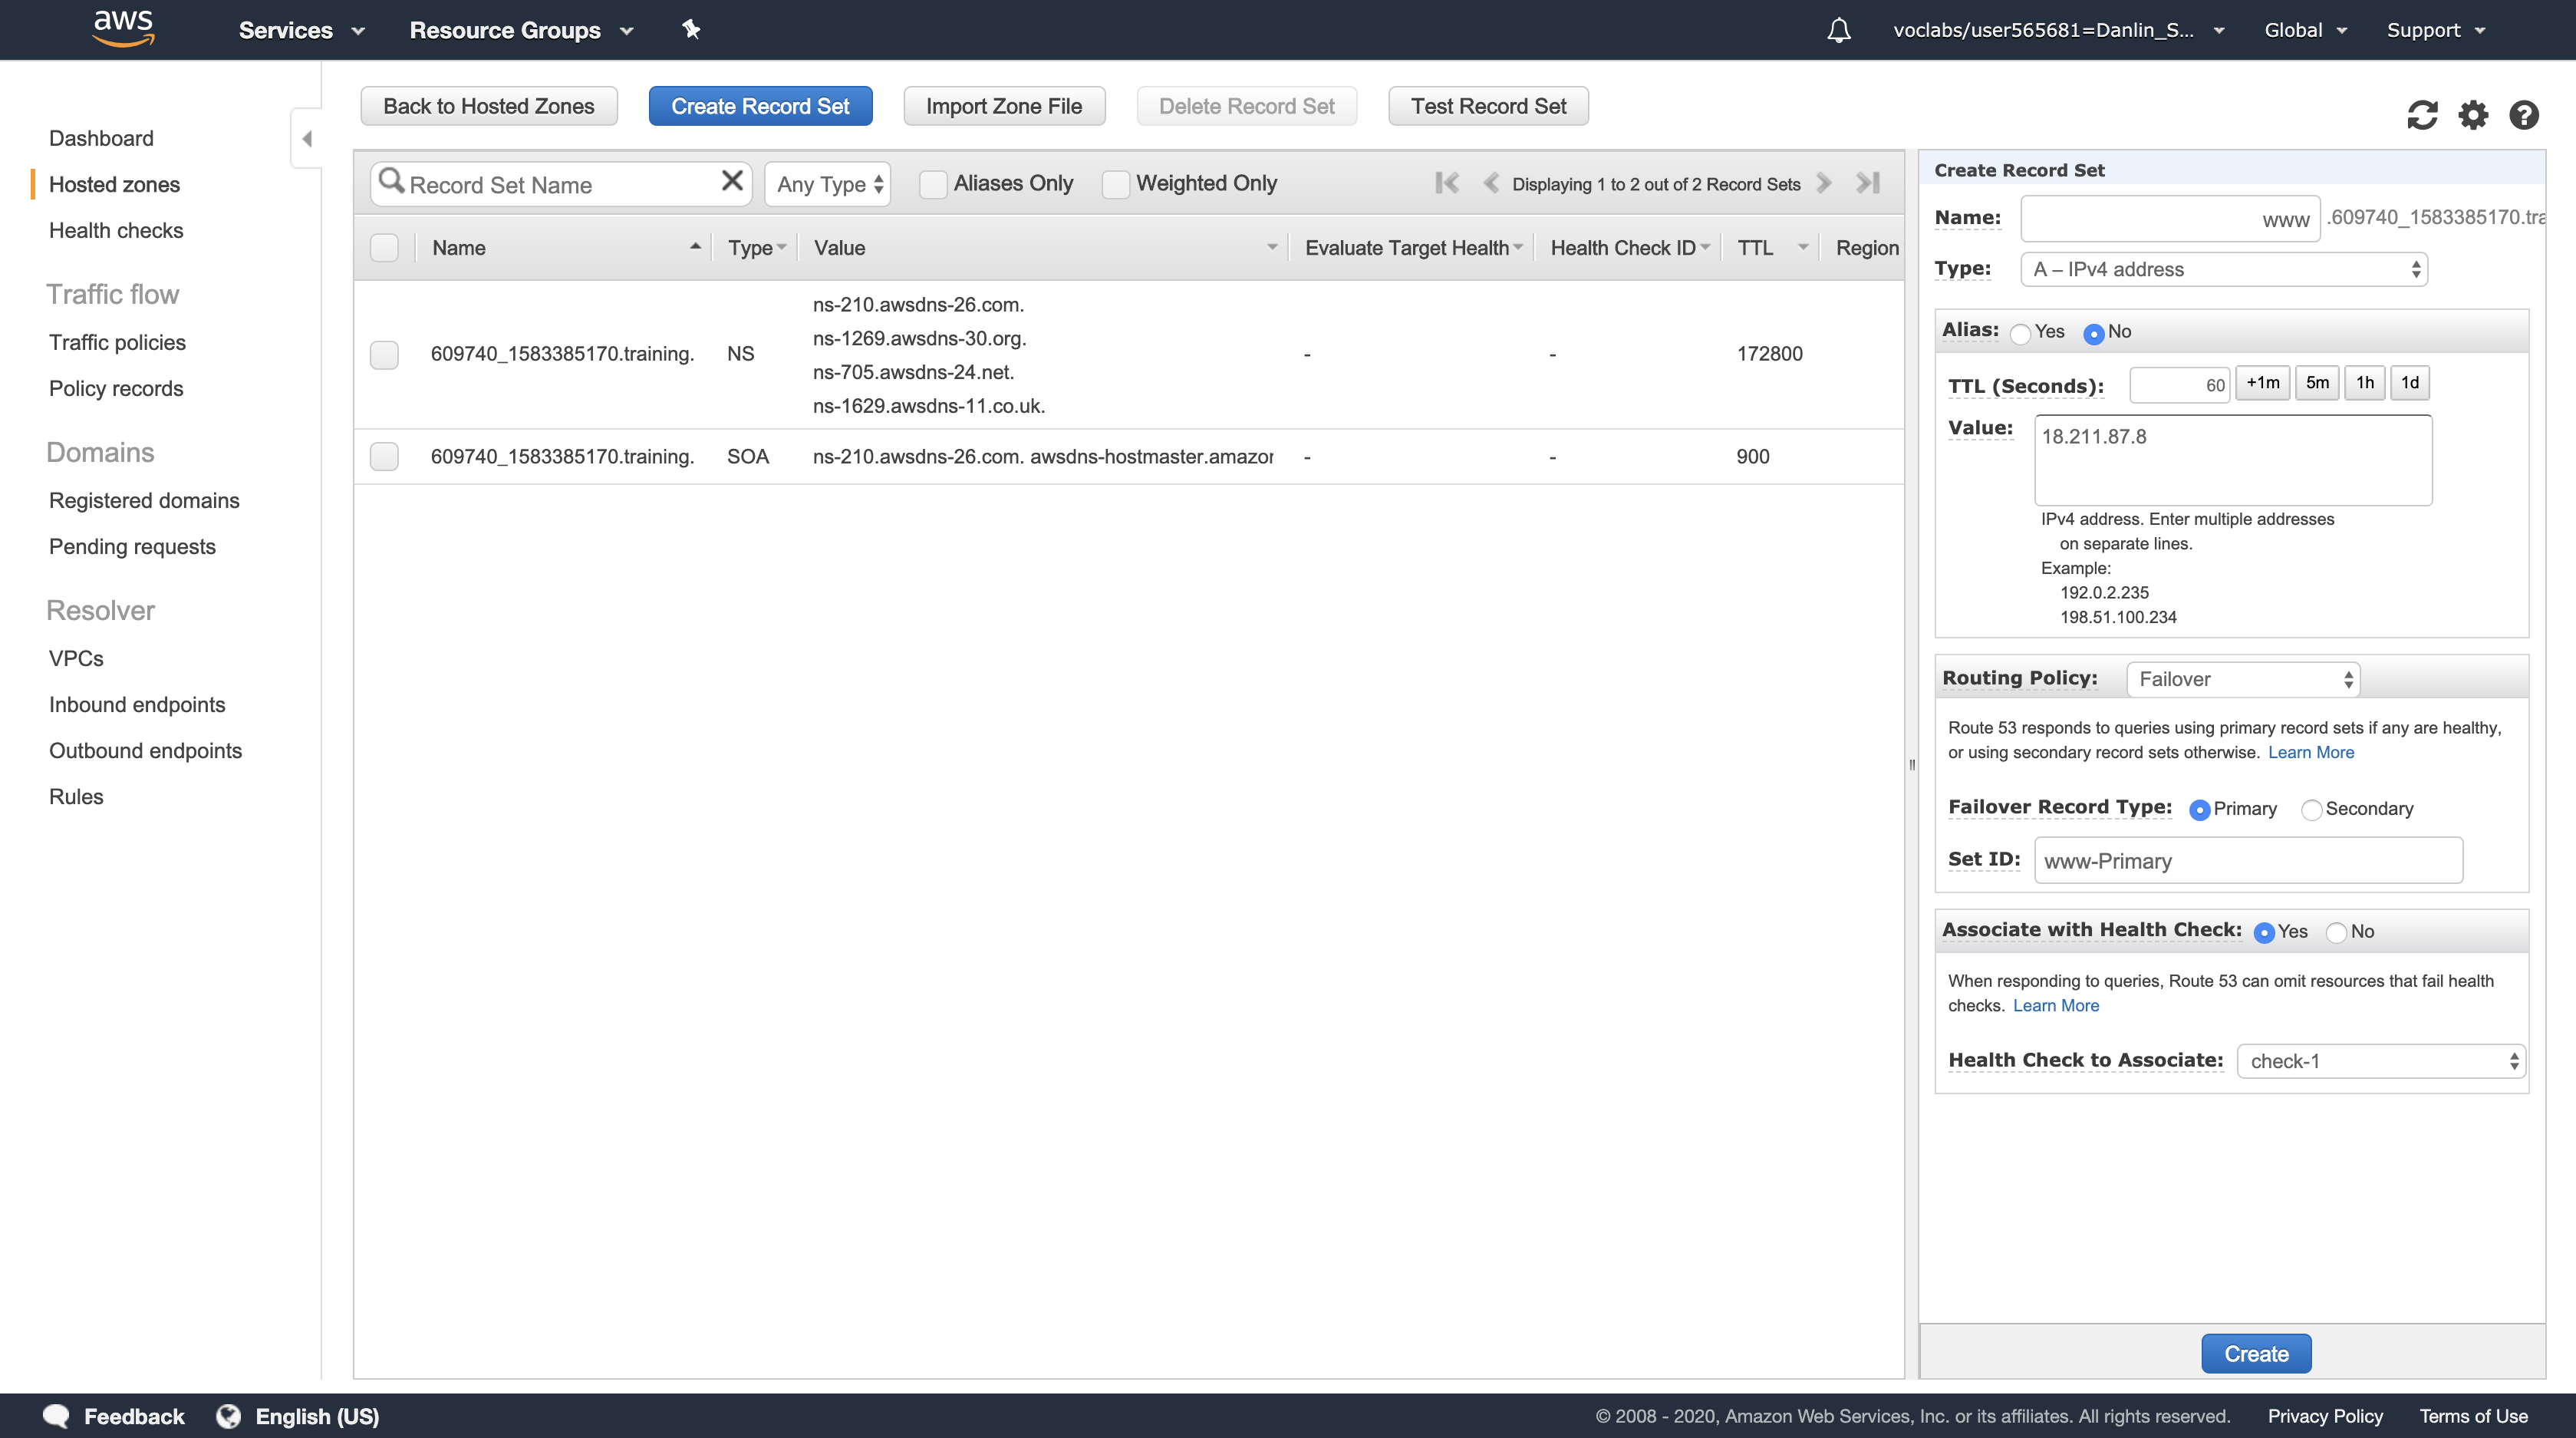 aws Services Resource Groups voclabs/user565681=Danlin_S... Global Support
Dashboard
Hosted zones
Health checks
Traffic flow
Traffic policies
Policy records
Domains
Registered domains
Pending requests
Resolver
VPCs
Inbound endpoints
Outbound endpoints
Rules
Back to Hosted Zones Create Record Set Import Zone File Delete Record Set Test Record Set
Record Set Name Any Type Aliases Only Weighted Only Displaying 1 to 2 out of 2 Record Sets
Name Type Value Evaluate Target Health Health Check ID TTL Region
ns-210.awsdns-26.com.
ns-1269.awsdns-30.org.
609740_1583385170.training. NS - - 172800
ns-705.awsdns-24.net.
ns-1629.awsdns-11.co.uk.
609740_1583385170.training. SOA ns-210.awsdns-26.com. awsdns-hostmaster.amazon - - 900
Create Record Set
Name: www .609740_1583385170.tra
Type: A – IPv4 address
Alias: Yes No
TTL (Seconds): 60 +1m 5m 1h 1d
Value: 18.211.87.8
IPv4 address. Enter multiple addresses
on separate lines.
Example:
192.0.2.235
198.51.100.234
Routing Policy: Failover
Route 53 responds to queries using primary record sets if any are healthy,
or using secondary record sets otherwise. Learn More
Failover Record Type: Primary Secondary
Set ID: www-Primary
Associate with Health Check: Yes No
When responding to queries, Route 53 can omit resources that fail health
checks. Learn More
Health Check to Associate: check-1
Create
Feedback English (US) © 2008 - 2020, Amazon Web Services, Inc. or its affiliates. All rights reserved. Privacy Policy Terms of Use